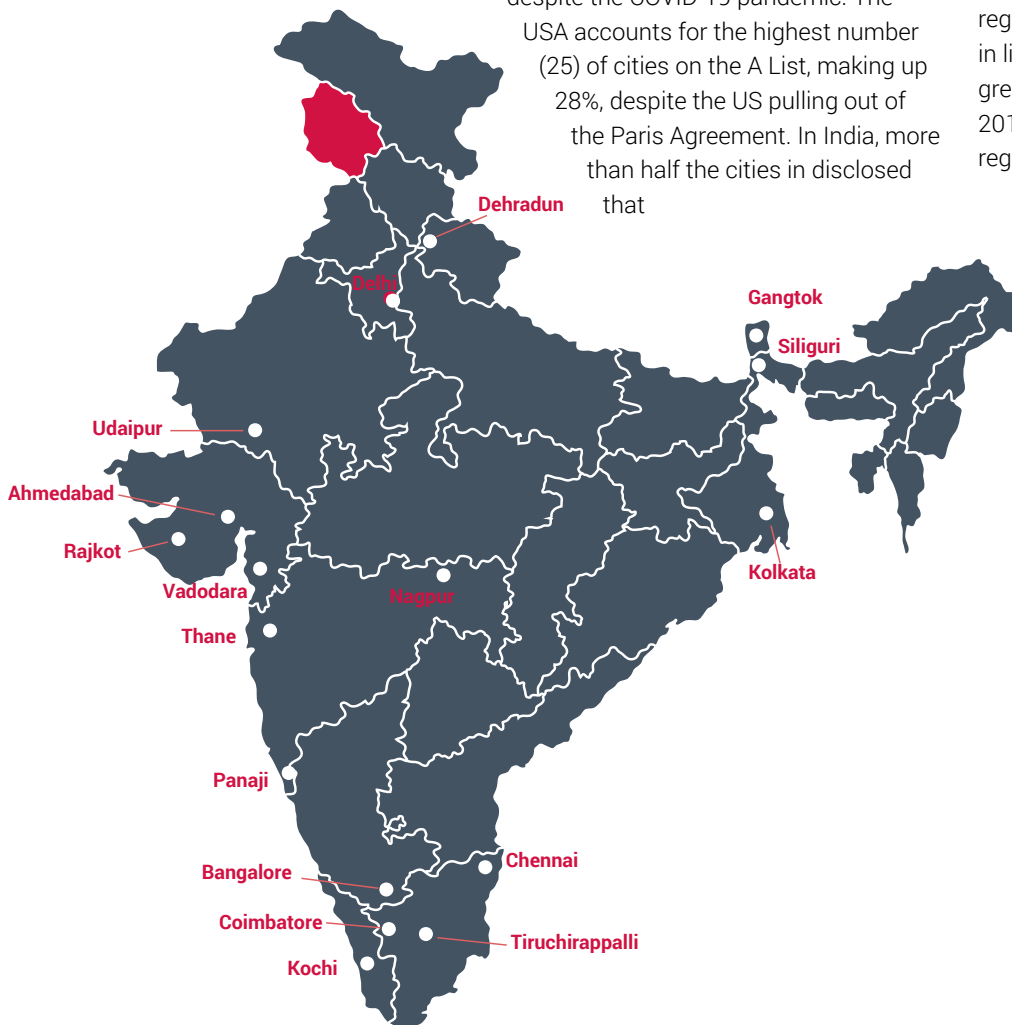 USA accounts for the highest number
(25) of cities on the A List, making up
28%, despite the US pulling out of
the Paris Agreement. In India, more
than half the cities in disclosed
that
Dehradun
Delhi
Gangtok
Siliguri
Udaipur
Ahmedabad
Rajkot
Vadodara
Nagpur
Kolkata
Thane
Panaji
Chennai
Bangalore
Coimbatore
Tiruchirappalli
Kochi